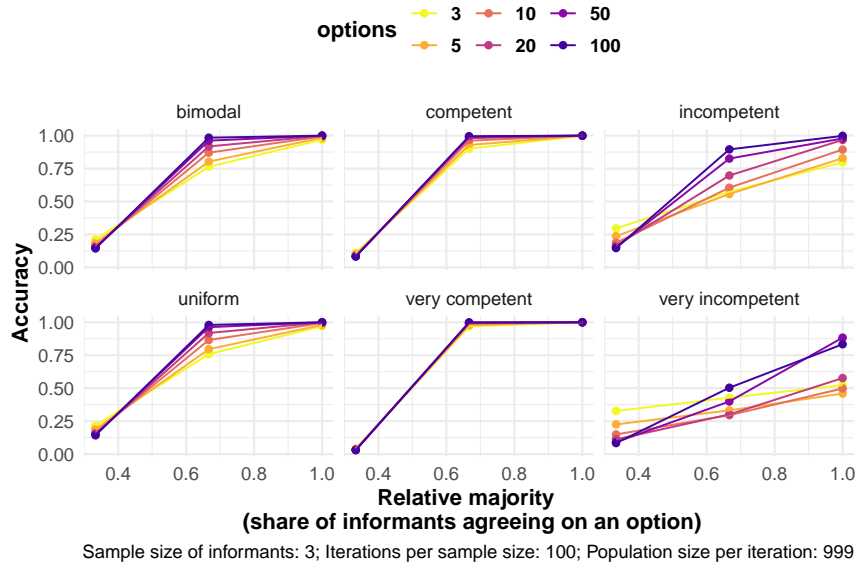 options
3
10
50
5
20
100
bimodal
competent
incompetent
1.00
0.75
0.50
0.25
0.00
uniform
very competent
very incompetent
1.00
0.75
0.50
0.25
0.00
Accuracy
0.4 0.6 0.8 1.0
0.4 0.6 0.8 1.0
0.4 0.6 0.8 1.0
Relative majority
(share of informants agreeing on an option)
Sample size of informants: 3; Iterations per sample size: 100; Population size per iteration: 999